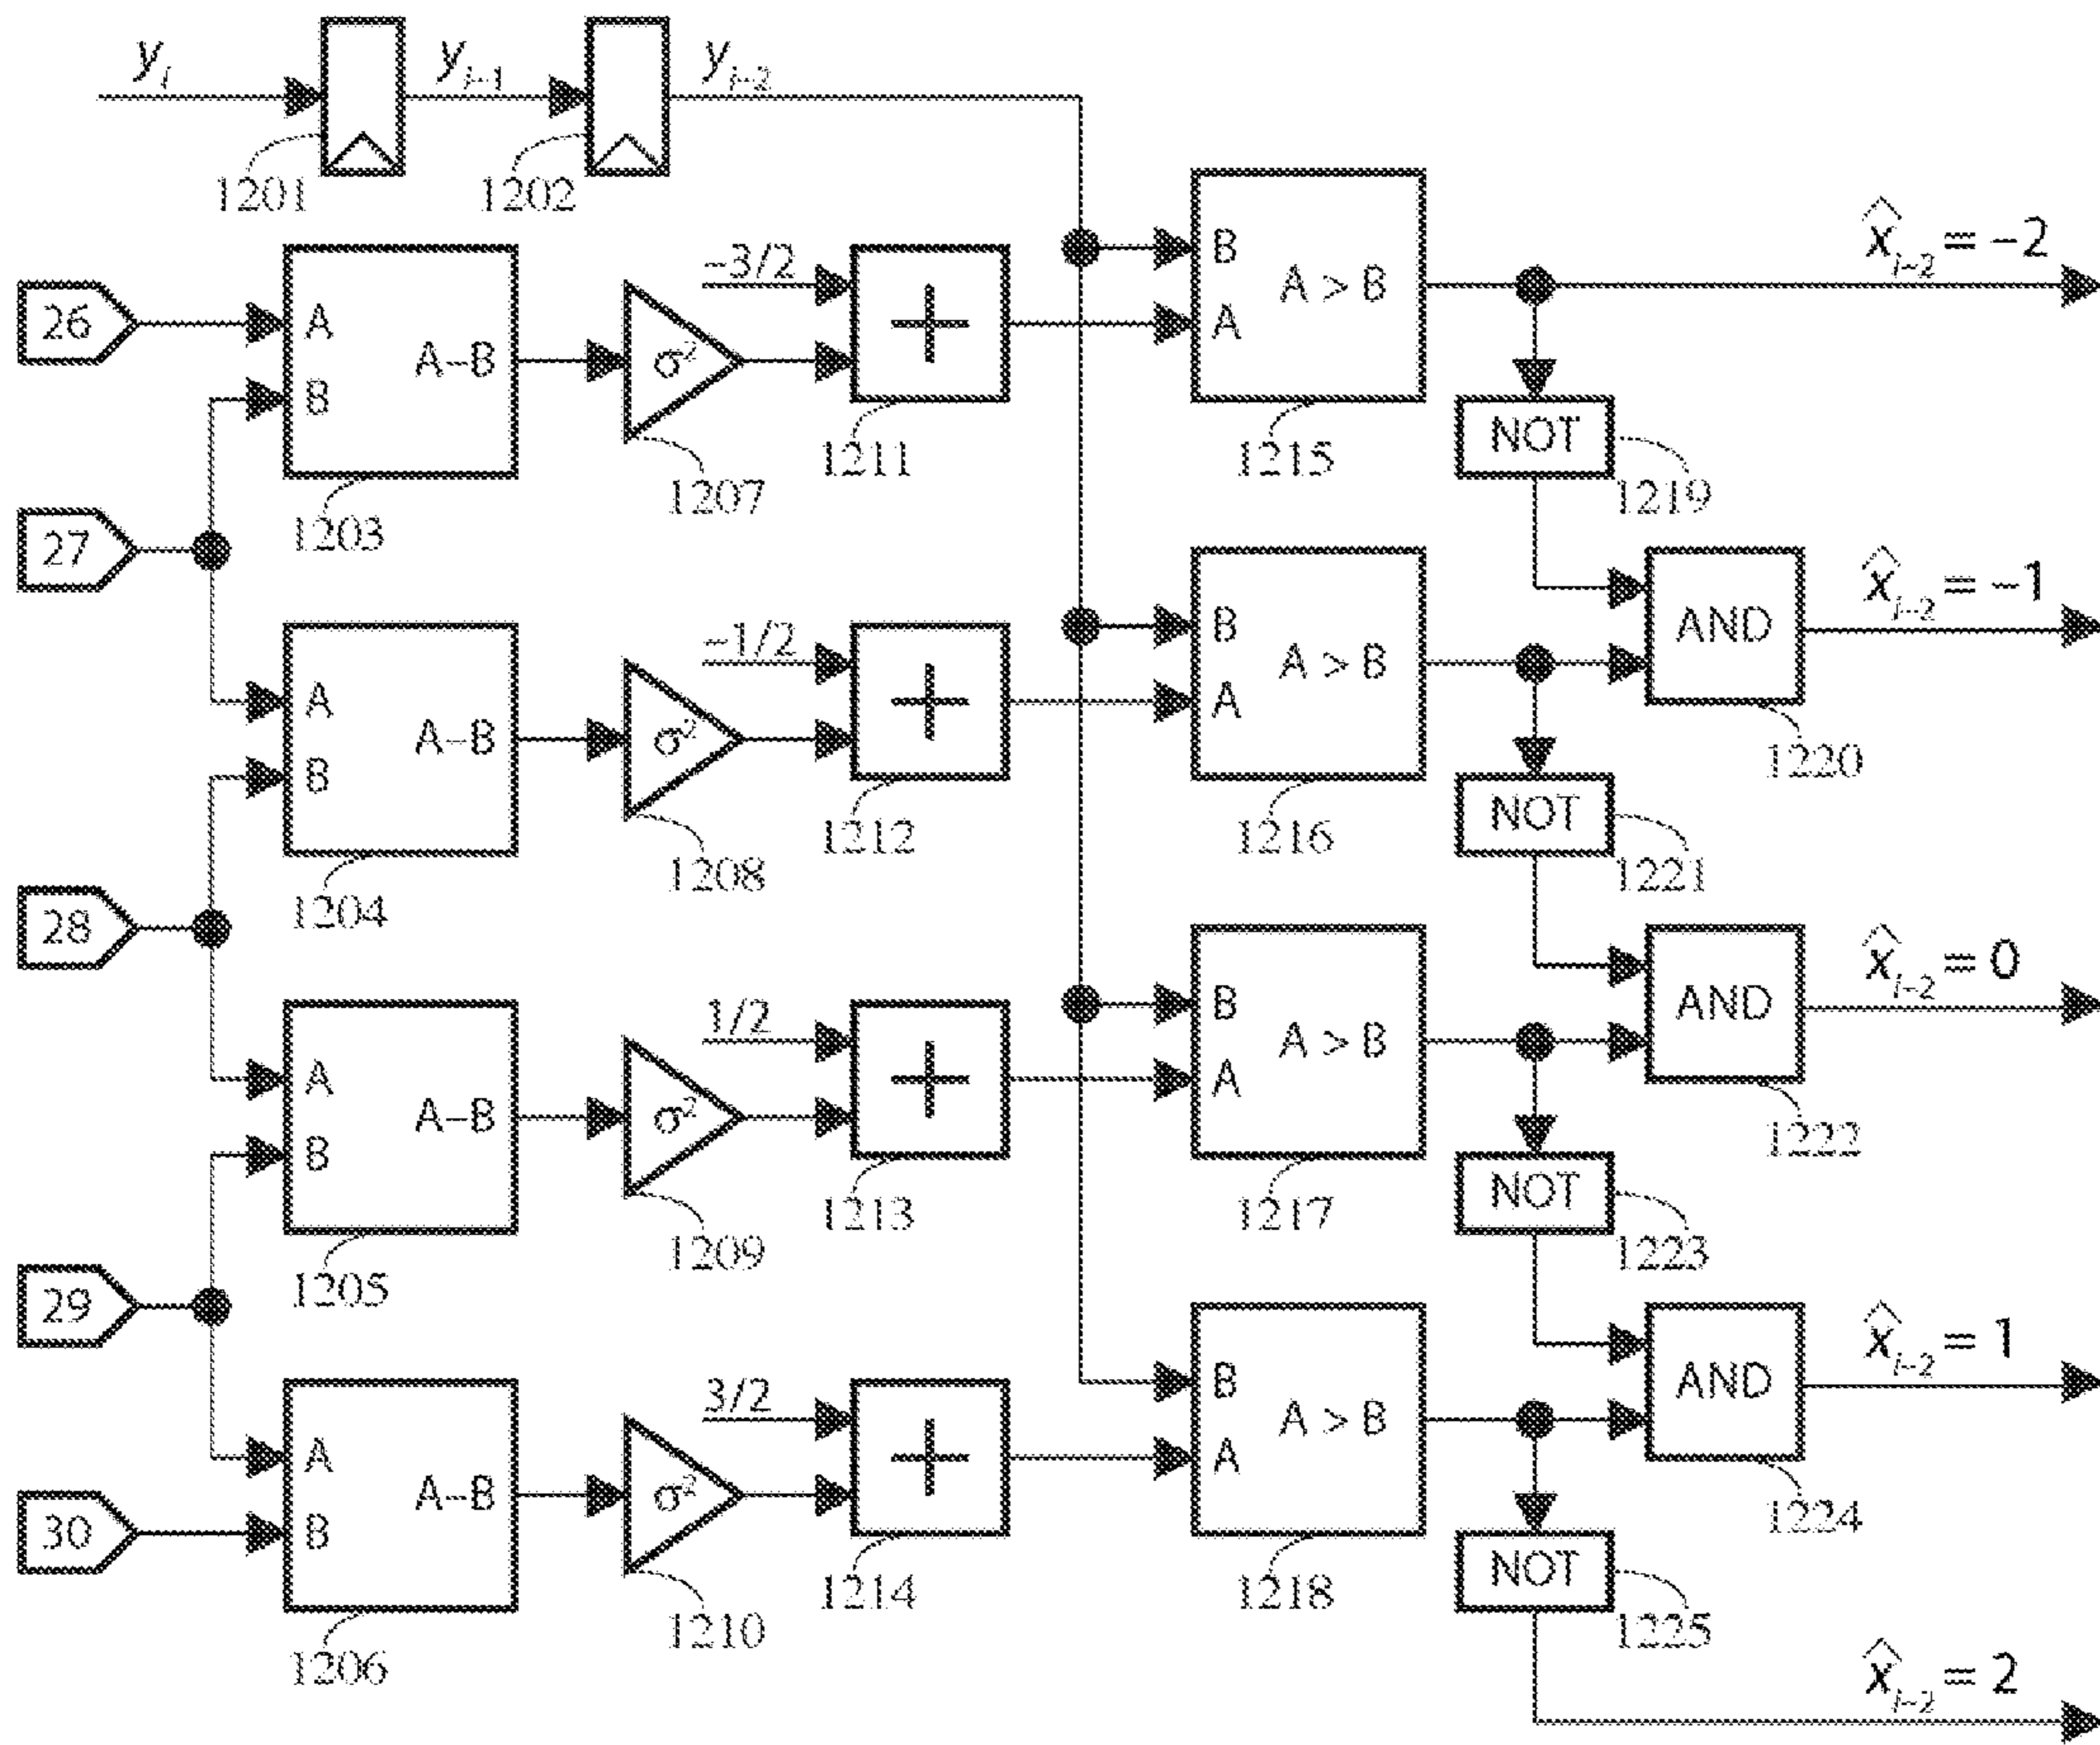 y_i y_{i-1} y_{i-2}
1201 1202
B
A > B
A
x̂_{i-2} = -2
26
A
B
A-B
σ²
-3/2
+
1203
1207
1211
1215
NOT
1219
27
B
A > B
A
AND
x̂_{i-2} = -1
A
B
A-B
σ²
-1/2
+
1204
1208
1212
1216
1220
NOT
1221
28
B
A > B
A
AND
x̂_{i-2} = 0
A
B
A-B
σ²
1/2
+
1205
1209
1213
1217
1222
NOT
1223
29
B
A > B
A
AND
x̂_{i-2} = 1
A
B
A-B
σ²
3/2
+
30
1206
1210
1214
1218
1224
NOT
1225
x̂_{i-2} = 2